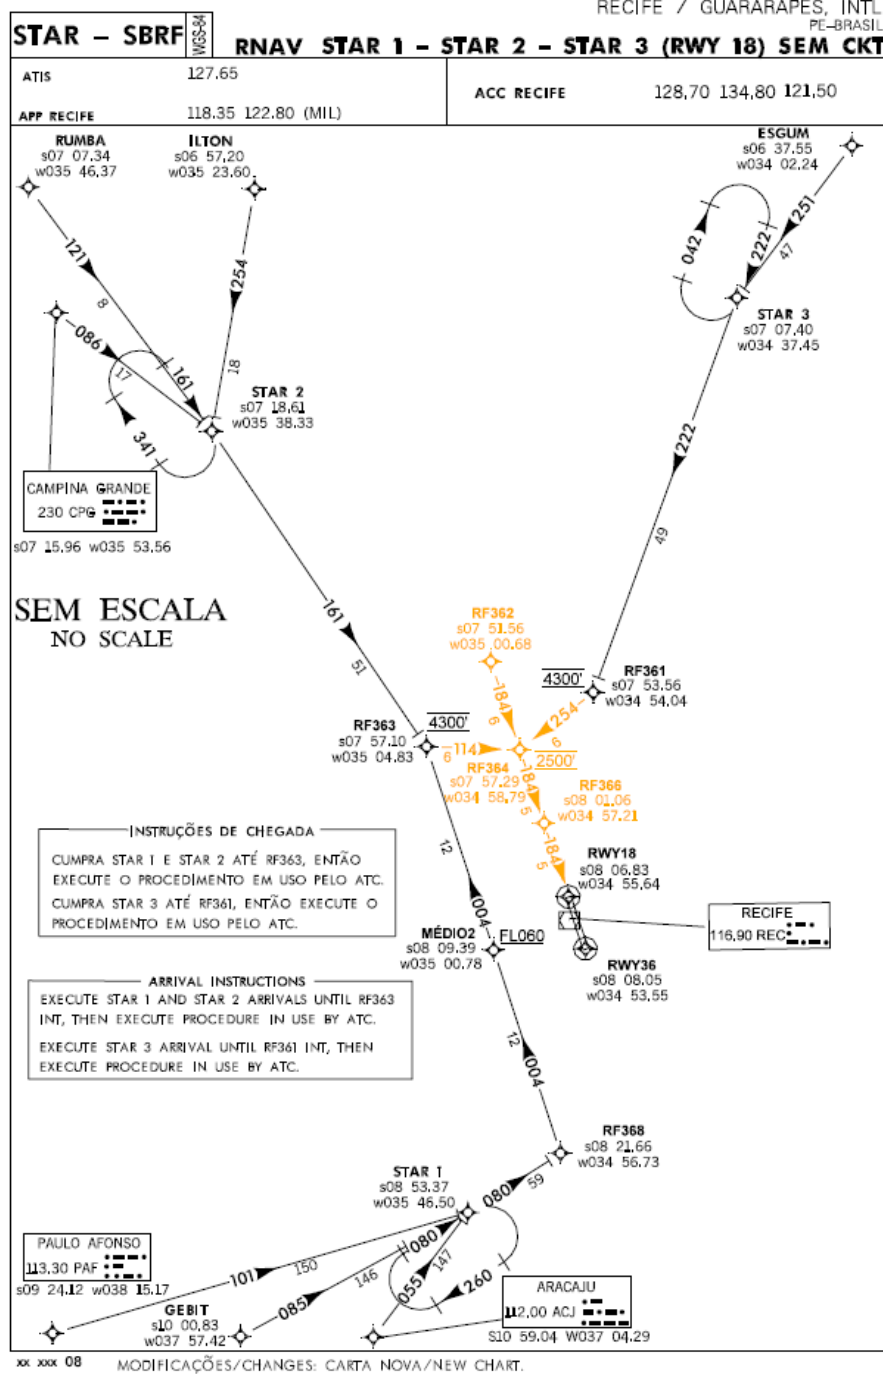 RECIFE / GUARARAPES, INTL
PE-BRASIL
STAR - SBRF
WGS-84
RNAV STAR 1 - STAR 2 - STAR 3 (RWY 18) SEM CKT
ATIS 127.65
APP RECIFE 118.35 122.80 (MIL)
ACC RECIFE 128,70 134,80 121,50
RUMBA
s07 07.34
w035 46,37
ILTON
s06 57,20
w035 23.60
ESGUM
s06 37.55
w034 02.24
121
8
254
18
086
17
161
341
STAR 2
s07 18,61
w035 38.33
042
222
251
47
STAR 3
s07 07.40
w034 37.45
CAMPINA GRANDE
230 CPG
s07 15.96 w035 53.56
222
49
SEM ESCALA
NO SCALE
161
51
RF362
s07 51.56
w035 00.68
184
6
4300'
RF361
s07 53.56
w034 54.04
254
6
RF363
s07 57.10
w035 04.83
4300'
114
6
2500'
RF364
s07 57.29
w034 58,79
184
5
RF366
s08 01.06
w034 57.21
184
5
INSTRUÇÕES DE CHEGADA
CUMPRA STAR 1 E STAR 2 ATÉ RF363, ENTÃO
EXECUTE O PROCEDIMENTO EM USO PELO ATC.
CUMPRA STAR 3 ATÉ RF361, ENTÃO EXECUTE O
PROCEDIMENTO EM USO PELO ATC.
12
004
RWY18
s08 06.83
w034 55,64
RECIFE
116,90 REC
MÉDIO2
s08 09.39
w035 00.78
FL060
RWY36
s08 08.05
w034 53,55
ARRIVAL INSTRUCTIONS
EXECUTE STAR 1 AND STAR 2 ARRIVALS UNTIL RF363
INT, THEN EXECUTE PROCEDURE IN USE BY ATC.
EXECUTE STAR 3 ARRIVAL UNTIL RF361 INT, THEN
EXECUTE PROCEDURE IN USE BY ATC.
12
004
RF368
s08 21.66
w034 56.73
STAR 1
s08 53.37
w035 46.50
080
59
PAULO AFONSO
113.30 PAF
s09 24.12 w038 15.17
101
150
080
146
147
085
055
260
GEBIT
s10 00,83
w037 57.42
ARACAJU
112,00 ACJ
S10 59.04 W037 04.29
xx xxx 08
MODIFICAÇÕES/CHANGES: CARTA NOVA/NEW CHART.